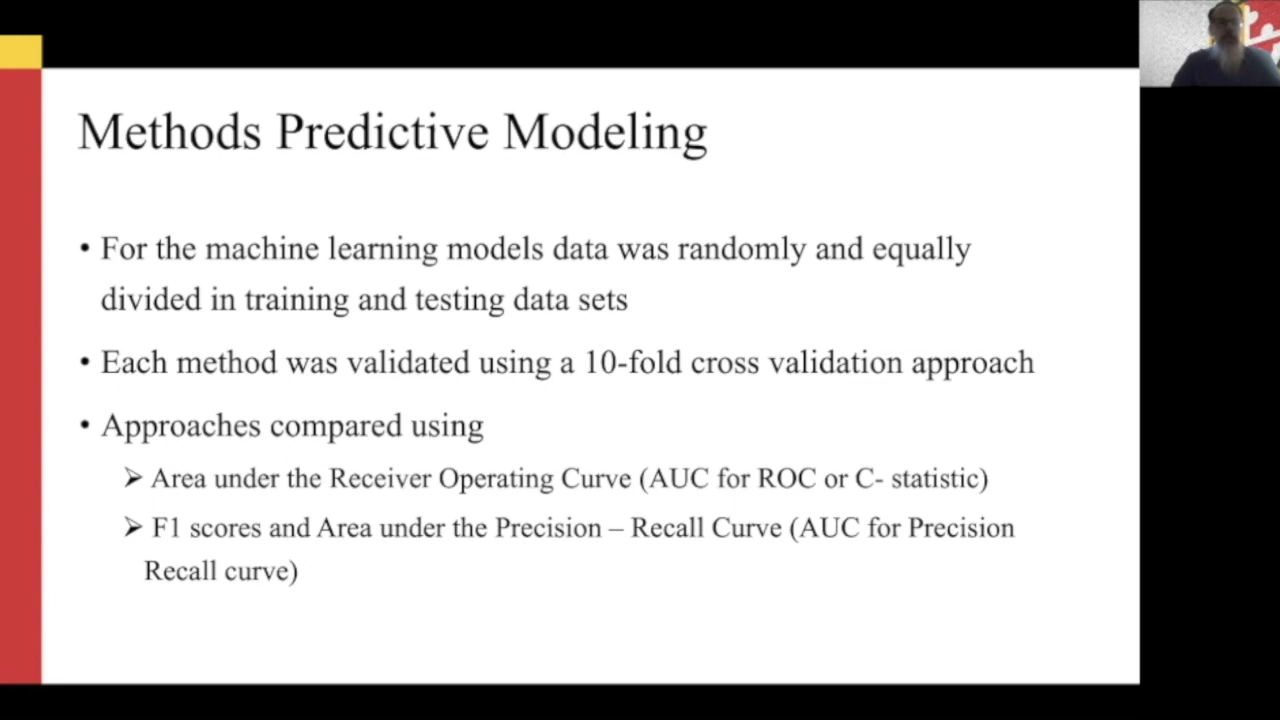 Methods Predictive Modeling
• For the machine learning models data was randomly and equally
divided in training and testing data sets
• Each method was validated using a 10-fold cross validation approach
• Approaches compared using
➢ Area under the Receiver Operating Curve (AUC for ROC or C- statistic)
➢ F1 scores and Area under the Precision – Recall Curve (AUC for Precision
Recall curve)